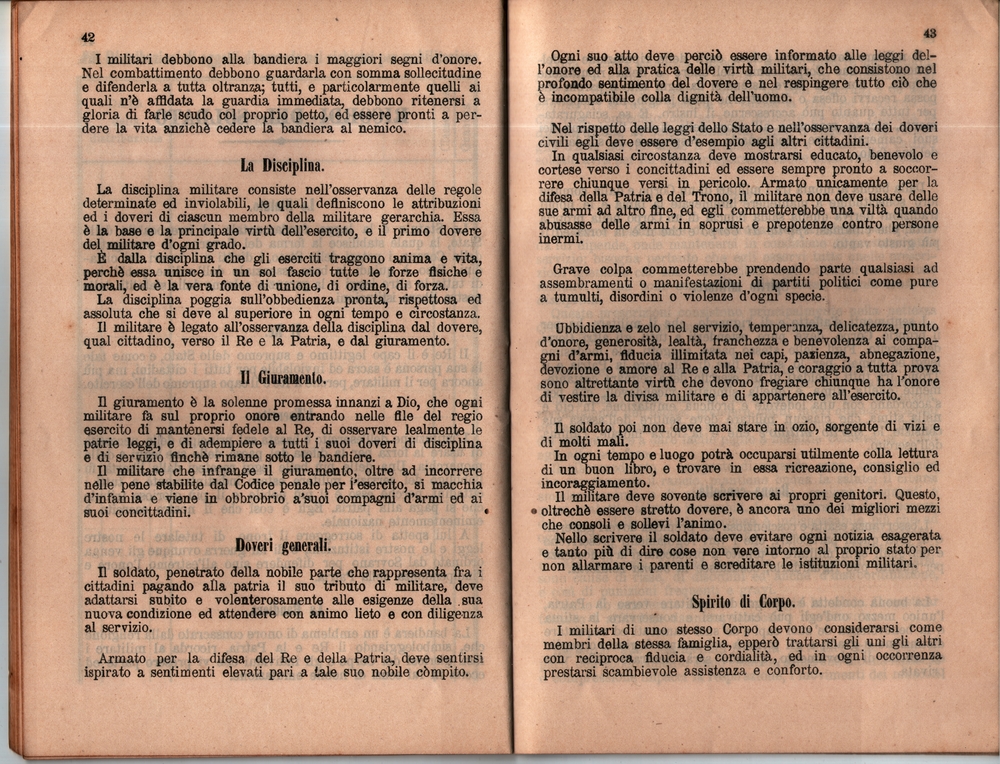 42
I militari debbono alla bandiera i maggiori segni d'onore.
Nel combattimento debbono guardarla con somma sollecitudine
e difenderla a tutta oltranza; tutti, e particolarmente quelli ai
quali n'è affidata la guardia immediata, debbono ritenersi a
gloria di farle scudo col proprio petto, ed essere pronti a per-
dere la vita anzichè cedere la bandiera al nemico.
La Disciplina.
La disciplina militare consiste nell'osservanza delle regole
determinate ed inviolabili, le quali definiscono le attribuzioni
ed i doveri di ciascun membro della militare gerarchia. Essa
è la base e la principale virtù dell'esercito, e il primo dovere
del militare d'ogni grado.
È dalla disciplina che gli eserciti traggono anima e vita,
perchè essa unisce in un sol fascio tutte le forze fisiche e
morali, ed è la vera fonte di unione, di ordine, di forza.
La disciplina poggia sull'obbedienza pronta, rispettosa ed
assoluta che si deve al superiore in ogni tempo e circostanza.
Il militare è legato all'osservanza della disciplina dal dovere,
qual cittadino, verso il Re e la Patria, e dal giuramento.
Il Giuramento.
Il giuramento è la solenne promessa innanzi a Dio, che ogni
militare fa sul proprio onore entrando nelle file del regio
esercito di mantenersi fedele al Re, di osservare lealmente le
patrie leggi, e di adempiere a tutti i suoi doveri di disciplina
e di servizio finchè rimane sotto le bandiere.
Il militare che infrange il giuramento, oltre ad incorrere
nelle pene stabilite dal Codice penale per l'esercito, si macchia
d'infamia e viene in obbrobrio a'suoi compagni d'armi ed ai
suoi concittadini.
Doveri generali.
Il soldato, penetrato della nobile parte che rappresenta fra i
cittadini pagando alla patria il suo tributo di militare, deve
adattarsi subito e volenterosamente alle esigenze della sua
nuova condizione ed attendere con animo lieto e con diligenza
al servizio.
Armato per la difesa del Re e della Patria, deve sentirsi
ispirato a sentimenti elevati pari a tale suo nobile còmpito.
43
Ogni suo atto deve perciò essere informato alle leggi del-
l'onore ed alla pratica delle virtù militari, che consistono nel
profondo sentimento del dovere e nel respingere tutto ciò che
è incompatibile colla dignità dell'uomo.
Nel rispetto delle leggi dello Stato e nell'osservanza dei doveri
civili egli deve essere d'esempio agli altri cittadini.
In qualsiasi circostanza deve mostrarsi educato, benevolo e
cortese verso i concittadini ed essere sempre pronto a soccor-
rere chiunque versi in pericolo. Armato unicamente per la
difesa della Patria e del Trono, il militare non deve usare delle
sue armi ad altro fine, ed egli commetterebbe una viltà quando
abusasse delle armi in soprusi e prepotenze contro persone
inermi.
Grave colpa commetterebbe prendendo parte qualsiasi ad
assembramenti o manifestazioni di partiti politici come pure
a tumulti, disordini o violenze d'ogni specie.
Ubbidienza e zelo nel servizio, temperanza, delicatezza, punto
d'onore, generosità, lealtà, franchezza e benevolenza ai compa-
gni d'armi, fiducia illimitata nei capi, pazienza, abnegazione,
devozione e amore al Re e alla Patria, e coraggio a tutta prova
sono altrettante virtù che devono fregiare chiunque ha l'onore
di vestire la divisa militare e di appartenere all'esercito.
Il soldato poi non deve mai stare in ozio, sorgente di vizi e
di molti mali.
In ogni tempo e luogo potrà occuparsi utilmente colla lettura
di un buon libro, e trovare in essa ricreazione, consiglio ed
incoraggiamento.
Il militare deve sovente scrivere ai propri genitori. Questo,
oltrechè essere stretto dovere, è ancora uno dei migliori mezzi
che consoli e sollevi l'animo.
Nello scrivere il soldato deve evitare ogni notizia esagerata
e tanto più di dire cose non vere intorno al proprio stato per
non allarmare i parenti e screditare le istituzioni militari.
Spirito di Corpo.
I militari di uno stesso Corpo devono considerarsi come
membri della stessa famiglia, epperò trattarsi gli uni gli altri
con reciproca fiducia e cordialità, ed in ogni occorrenza
prestarsi scambievole assistenza e conforto.